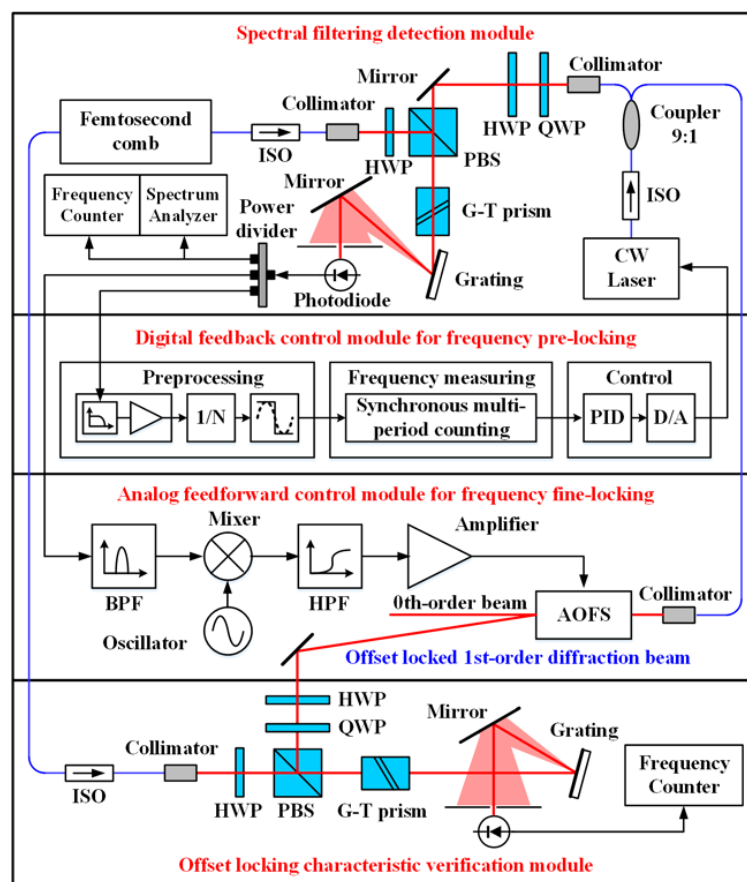 Spectral filtering detection module
Mirror
Collimator
Collimator
Femtosecond
comb
ISO
HWP
PBS
HWP
QWP
Coupler
9:1
Mirror
Frequency
Counter
Spectrum
Analyzer
Power
divider
G-T prism
ISO
Photodiode
Grating
CW
Laser
Digital feedback control module for frequency pre-locking
Preprocessing
Frequency measuring
Control
1/N
Synchronous multi-
period counting
PID
D/A
Analog feedforward control module for frequency fine-locking
Mixer
Amplifier
BPF
HPF
Oscillator
0th-order beam
AOFS
Collimator
Offset locked 1st-order diffraction beam
HWP
QWP
Mirror
Grating
Collimator
ISO
HWP
PBS
G-T prism
Frequency
Counter
Offset locking characteristic verification module